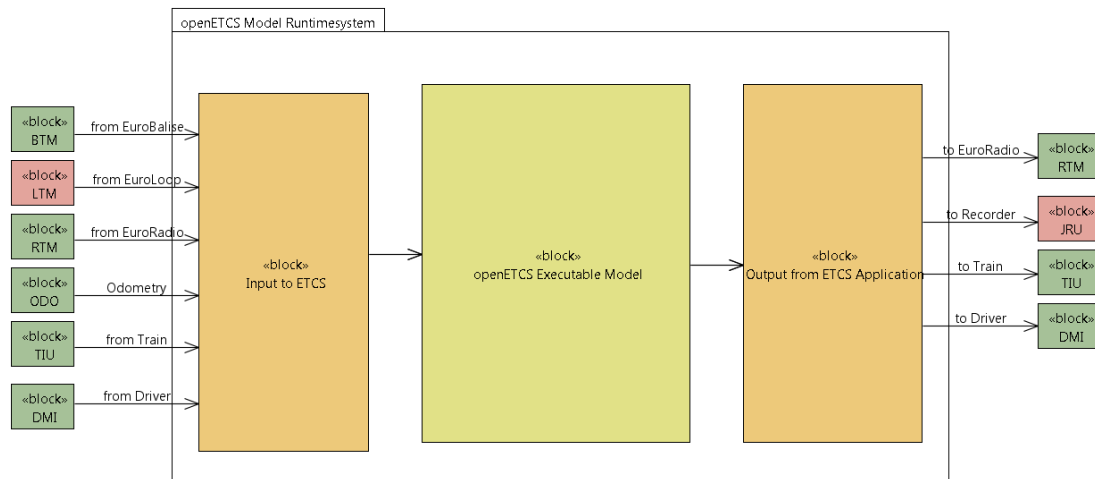 openETCS Model Runtimesystem
«block»
BTM
from EuroBalise
«block»
LTM
from EuroLoop
«block»
RTM
from EuroRadio
«block»
ODO
Odometry
«block»
TIU
from Train
«block»
DMI
from Driver
«block»
Input to ETCS
«block»
openETCS Executable Model
«block»
Output from ETCS Application
to EuroRadio
«block»
RTM
to Recorder
«block»
JRU
to Train
«block»
TIU
to Driver
«block»
DMI